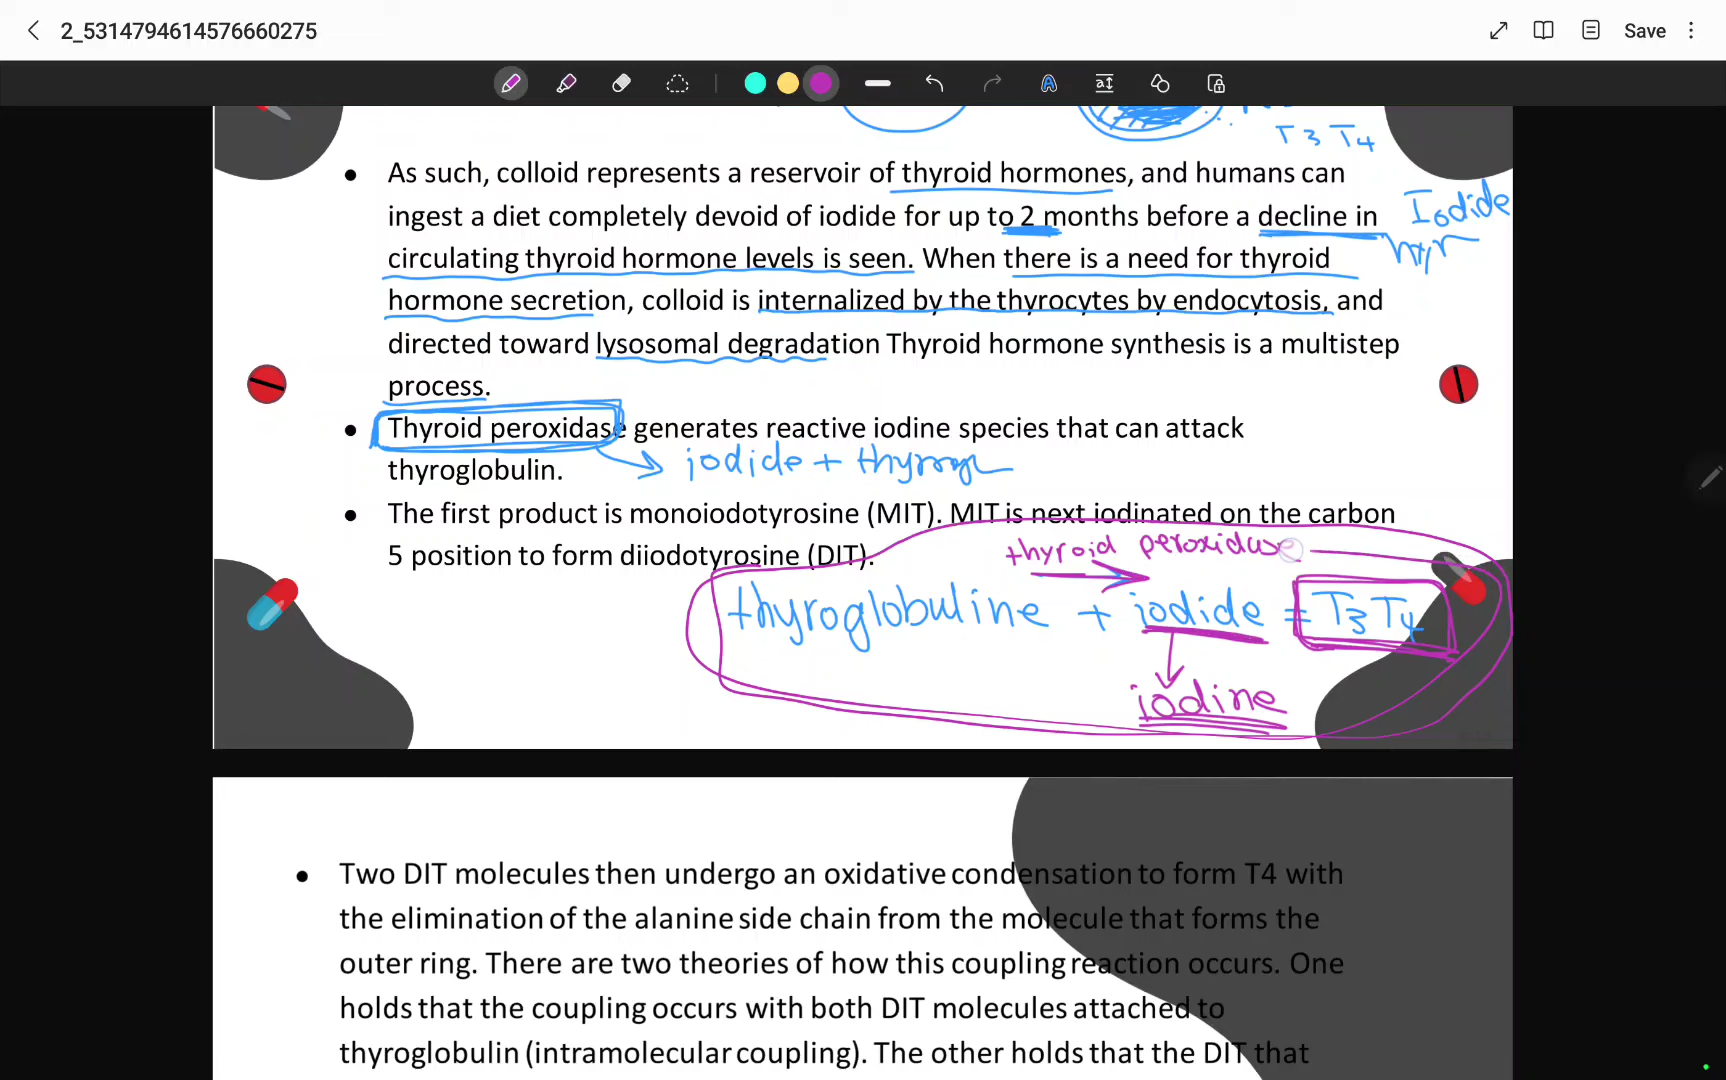 2_5314794614576660275
Save
T3 T4
As such, colloid represents a reservoir of thyroid hormones, and humans can
ingest a diet completely devoid of iodide for up to 2 months before a decline in
Iodide
circulating thyroid hormone levels is seen. When there is a need for thyroid
hormone secretion, colloid is internalized by the thyrocytes by endocytosis, and
directed toward lysosomal degradation Thyroid hormone synthesis is a multistep
process.
Thyroid peroxidase generates reactive iodine species that can attack
iodide +
thyroglobulin.
The first product is monoiodotyrosine (MIT). MIT is next iodinated on the carbon
5 position to form diiodotyrosine (DIT).
thyroid peroxidase
thyroglobuline + iodide = T3 T4
iodine
Two DIT molecules then undergo an oxidative condensation to form T4 with
the elimination of the alanine side chain from the molecule that forms the
outer ring. There are two theories of how this coupling reaction occurs. One
holds that the coupling occurs with both DIT molecules attached to
thyroglobulin (intramolecular coupling). The other holds that the DIT that